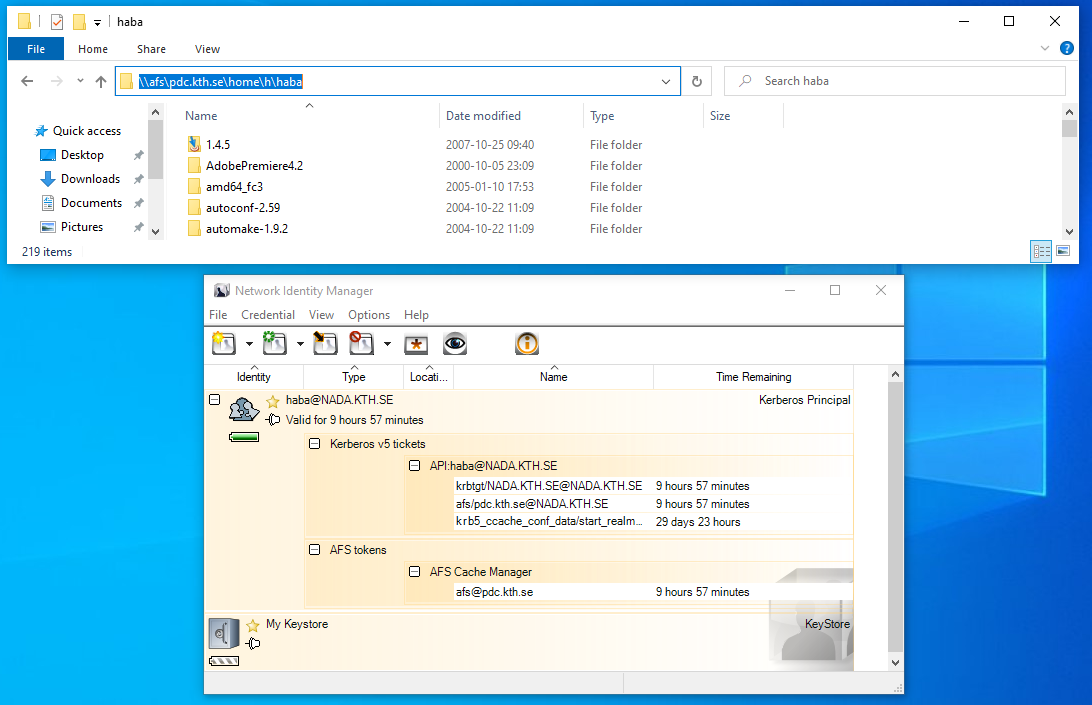 haba
File Home Share View
\\afs\pdc.kth.se\home\h\haba
Search haba
Name Date modified Type Size
Quick access
Desktop
Downloads
Documents
Pictures
1.4.5 2007-10-25 09:40 File folder
AdobePremiere4.2 2000-10-05 23:09 File folder
amd64_fc3 2005-01-10 17:53 File folder
autoconf-2.59 2004-10-22 11:09 File folder
automake-1.9.2 2004-10-22 11:09 File folder
219 items
Network Identity Manager
File Credential View Options Help
Identity Type Locati... Name Time Remaining
haba@NADA.KTH.SE Kerberos Principal
Valid for 9 hours 57 minutes
Kerberos v5 tickets
API:haba@NADA.KTH.SE
krbtgt/NADA.KTH.SE@NADA.KTH.SE 9 hours 57 minutes
afs/pdc.kth.se@NADA.KTH.SE 9 hours 57 minutes
krb5_ccache_conf_data/start_realm... 29 days 23 hours
AFS tokens
AFS Cache Manager
afs@pdc.kth.se 9 hours 57 minutes
My Keystore KeyStore